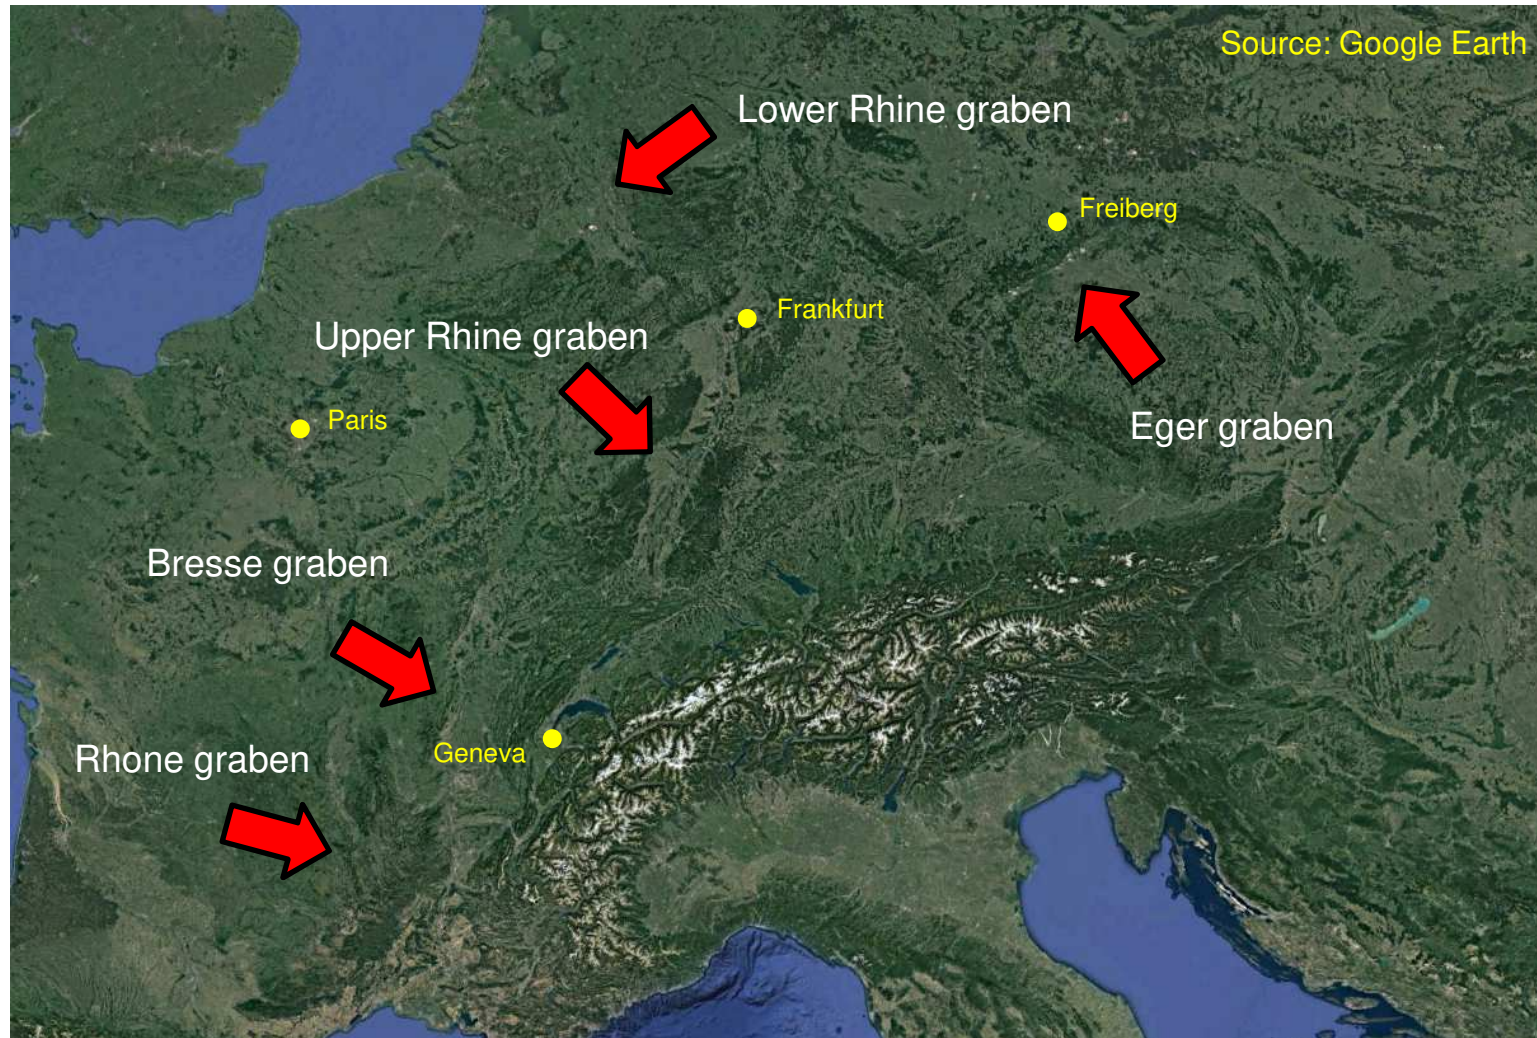 Source: Google Earth
Lower Rhine graben
Freiberg
Frankfurt
Upper Rhine graben
Paris
Eger graben
Bresse graben
Geneva
Rhone graben